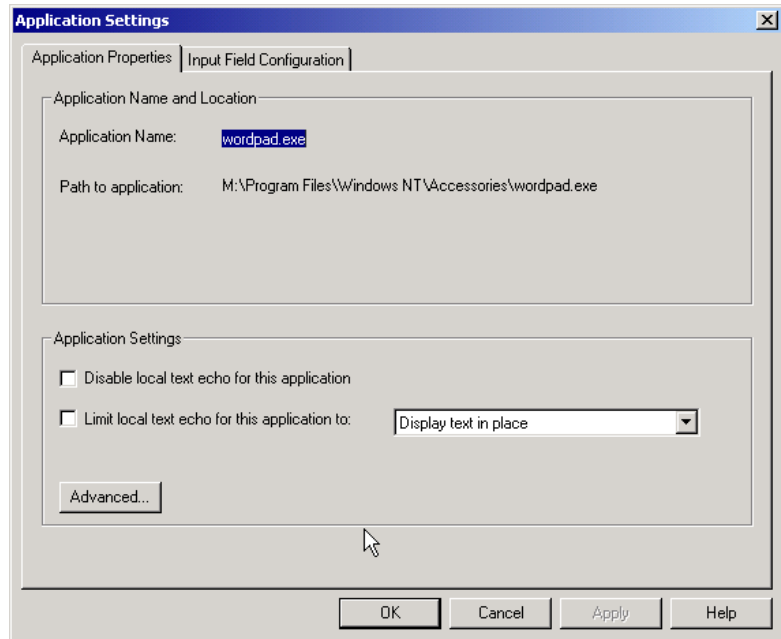 Application Settings
Application Properties Input Field Configuration
Application Name and Location
Application Name: wordpad.exe
Path to application: M:\Program Files\Windows NT\Accessories\wordpad.exe
Application Settings
Disable local text echo for this application
Limit local text echo for this application to: Display text in place
Advanced...
OK Cancel Apply Help